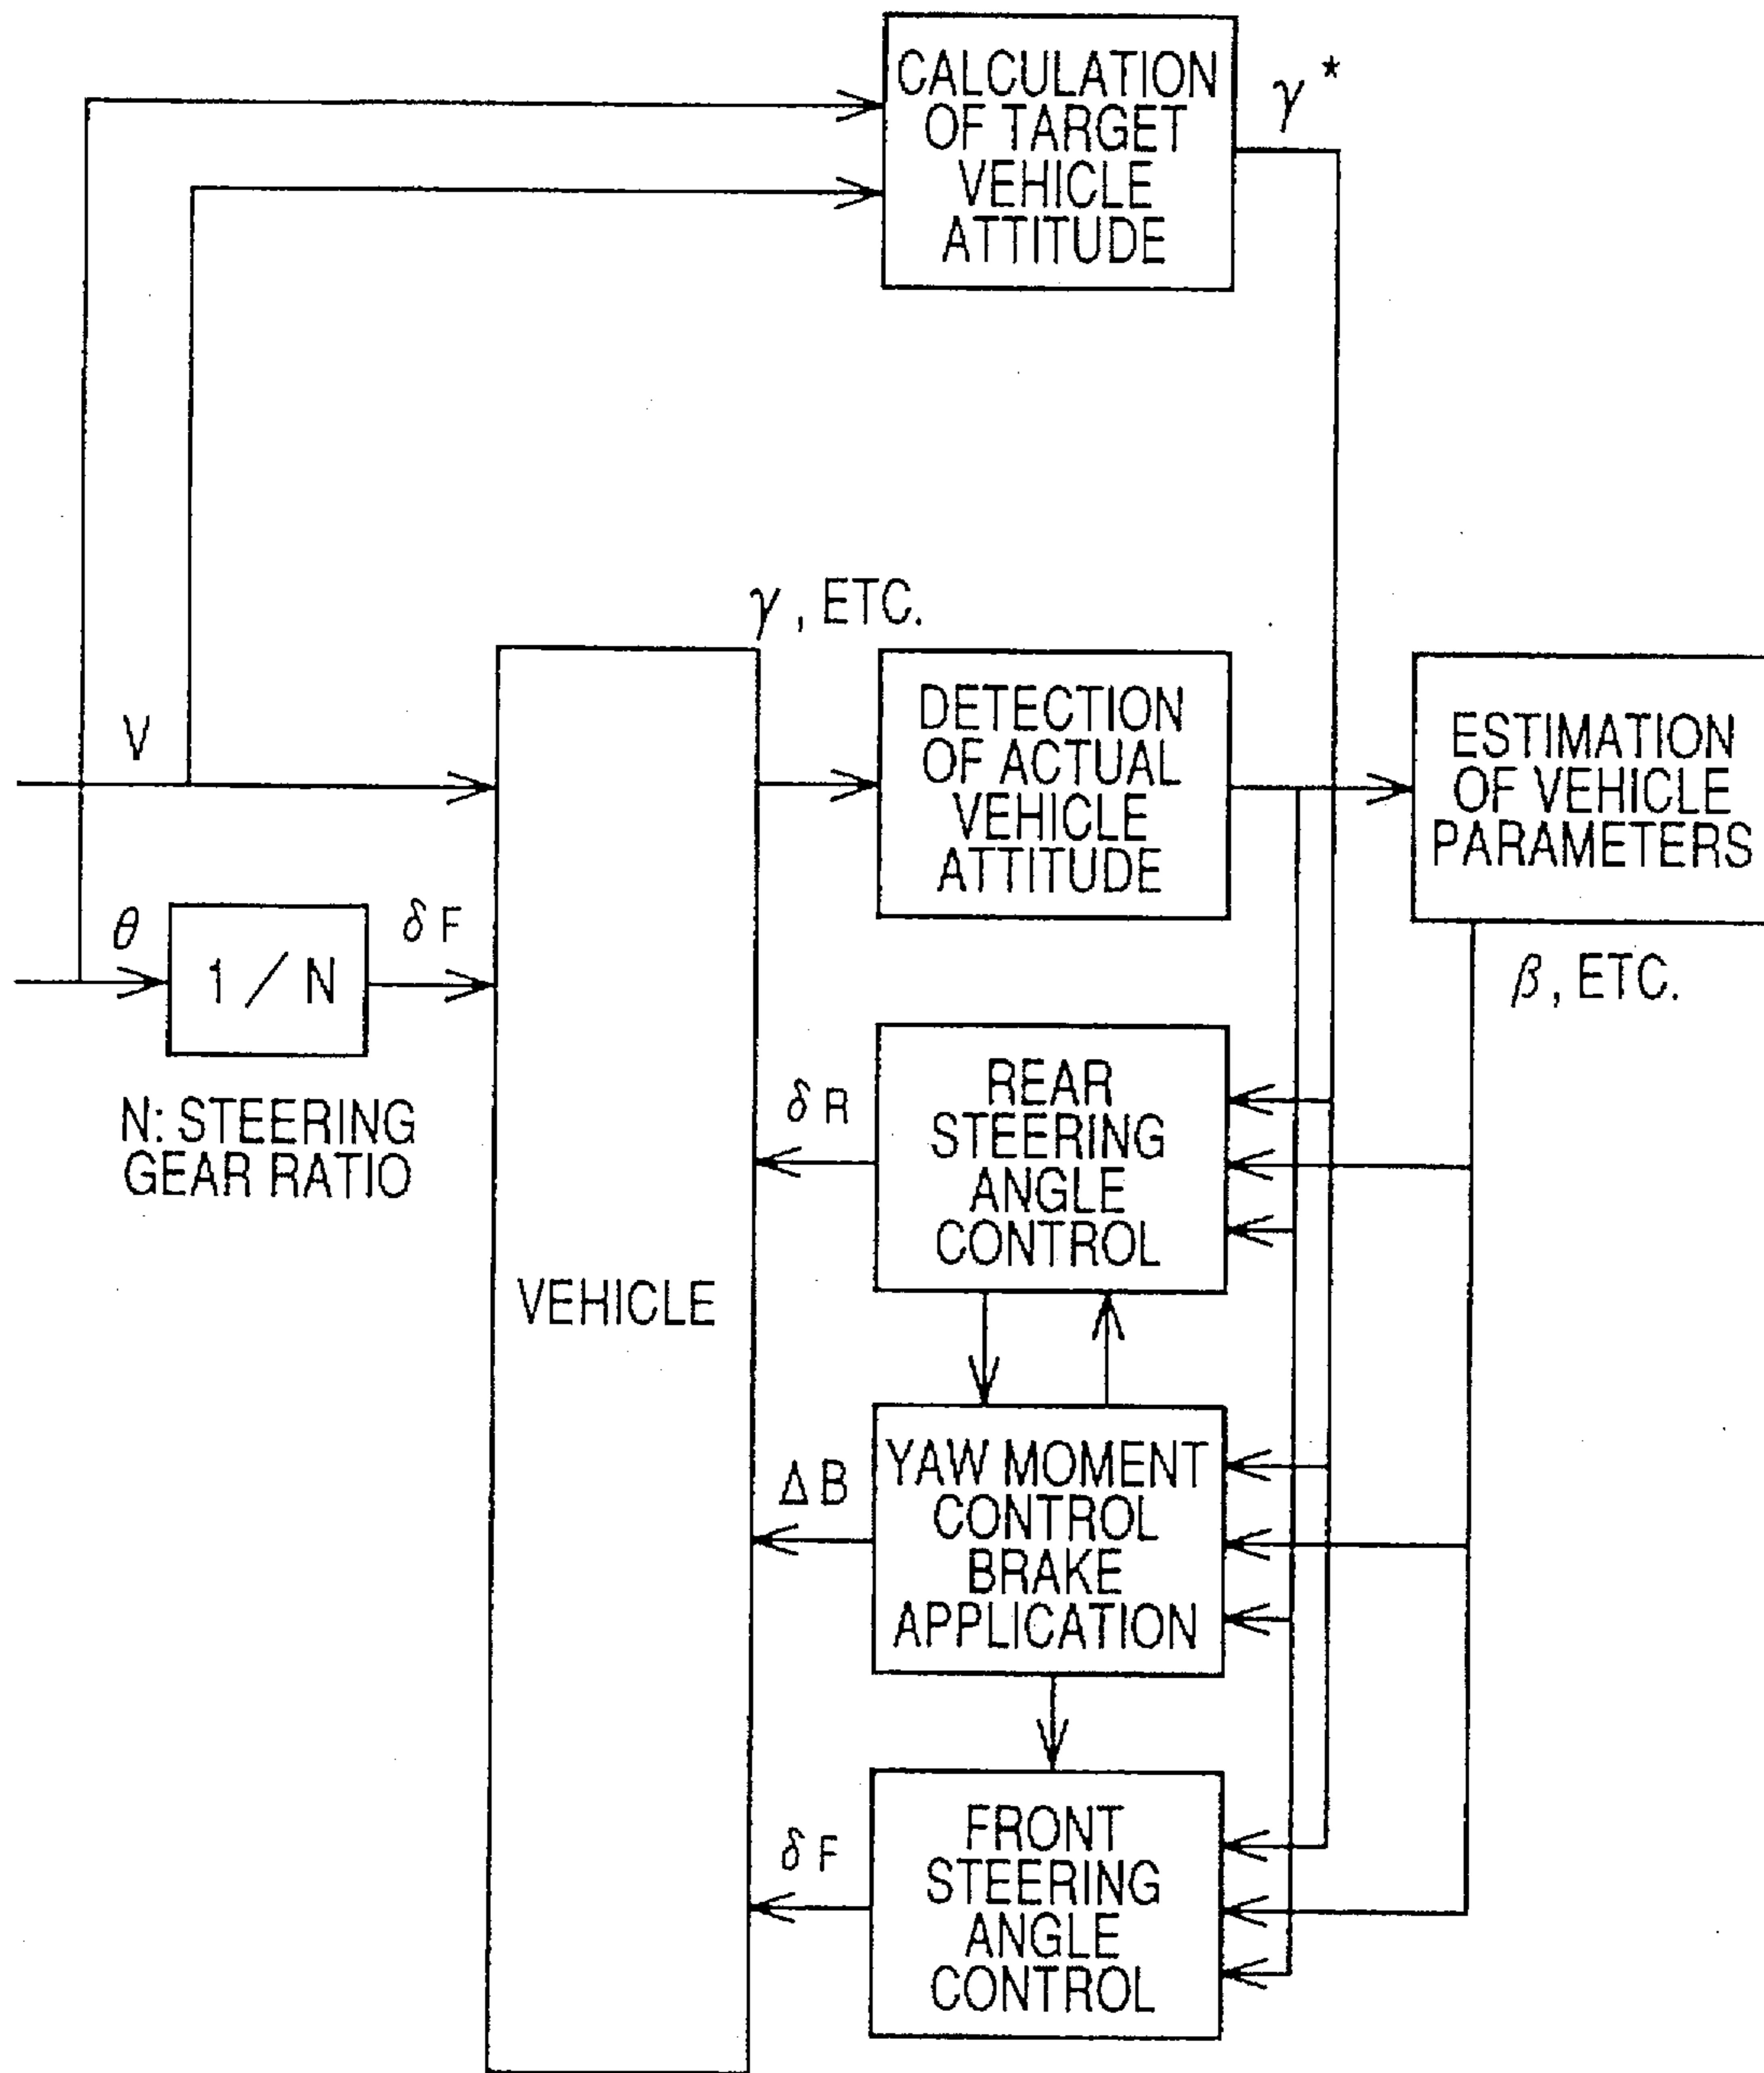 CALCULATION
OF TARGET
VEHICLE
ATTITUDE
γ*
γ, ETC.
V
DETECTION
OF ACTUAL
VEHICLE
ATTITUDE
ESTIMATION
OF VEHICLE
PARAMETERS
θ
1/N
δF
β, ETC.
N: STEERING
GEAR RATIO
VEHICLE
δR
REAR
STEERING
ANGLE
CONTROL
ΔB
YAW MOMENT
CONTROL
BRAKE
APPLICATION
δF
FRONT
STEERING
ANGLE
CONTROL